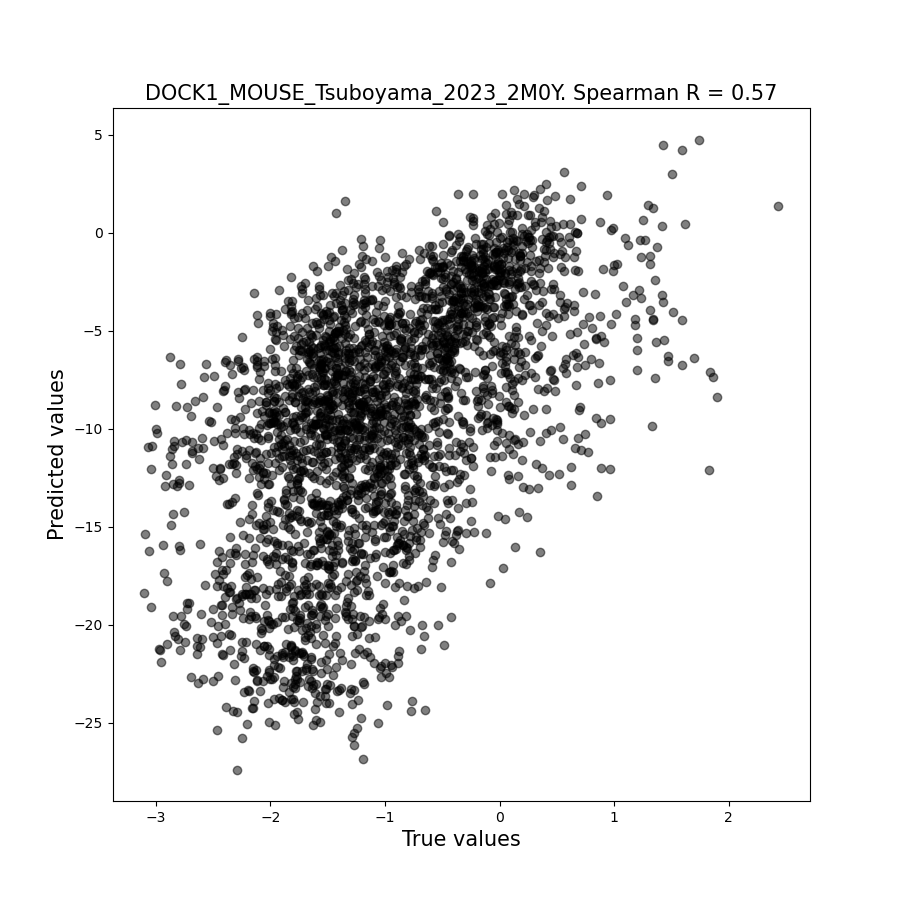 DOCK1_MOUSE_Tsuboyama_2023_2M0Y. Spearman R = 0.57
5
0
−5
−10
−15
−20
−25
Predicted values
−3 −2 −1 0 1 2
True values